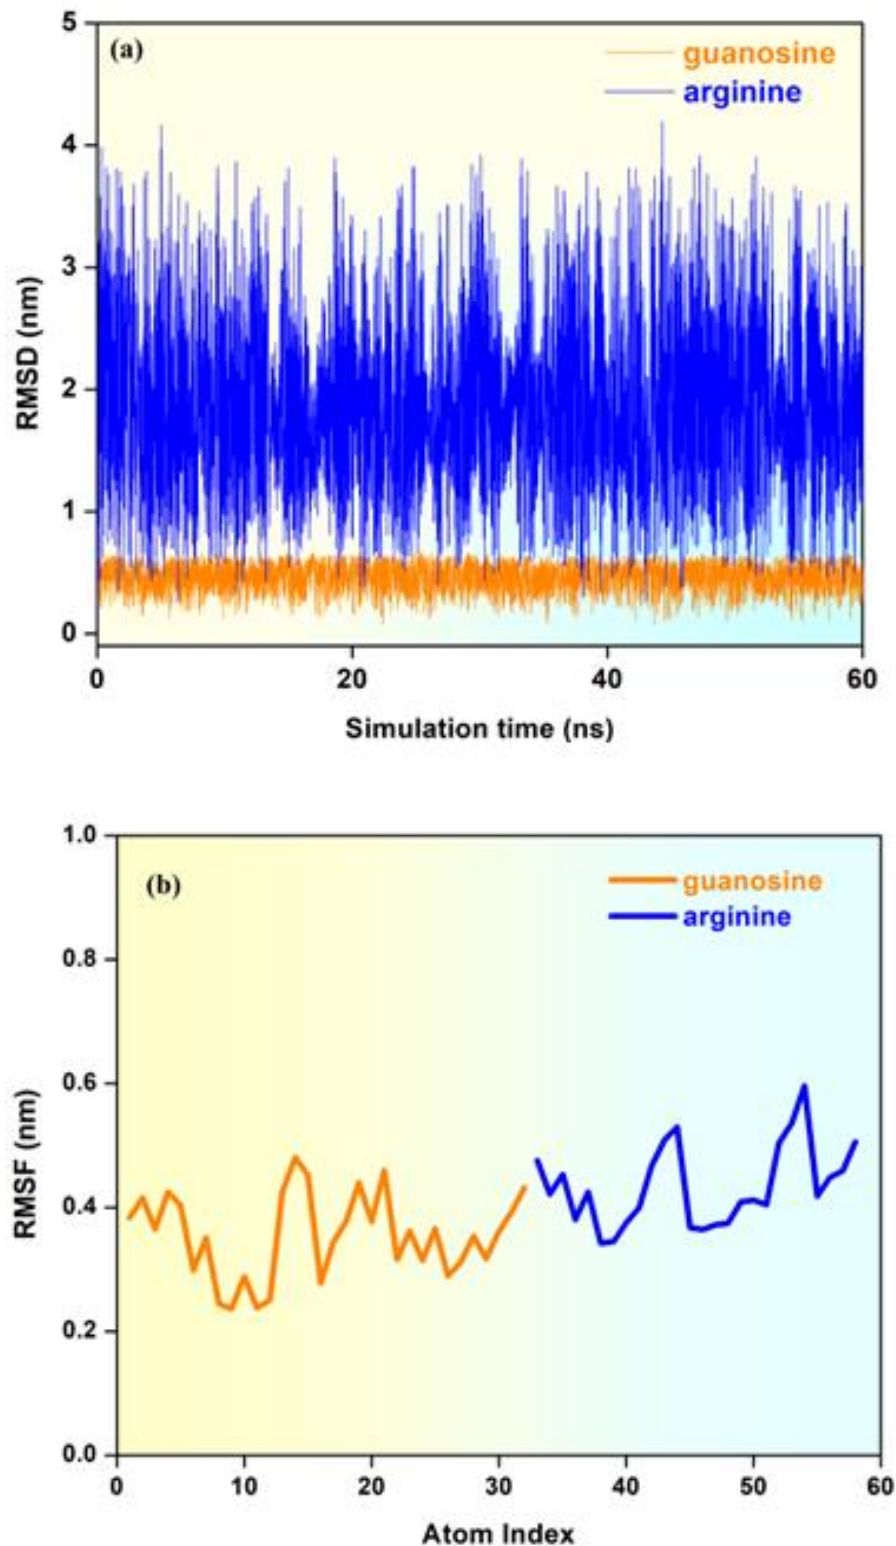 (a)
guanosine
arginine
5
4
3
2
1
0
RMSD (nm)
0 20 40 60
Simulation time (ns)
(b)
guanosine
arginine
1.0
0.8
0.6
0.4
0.2
0.0
RMSF (nm)
0 10 20 30 40 50 60
Atom Index